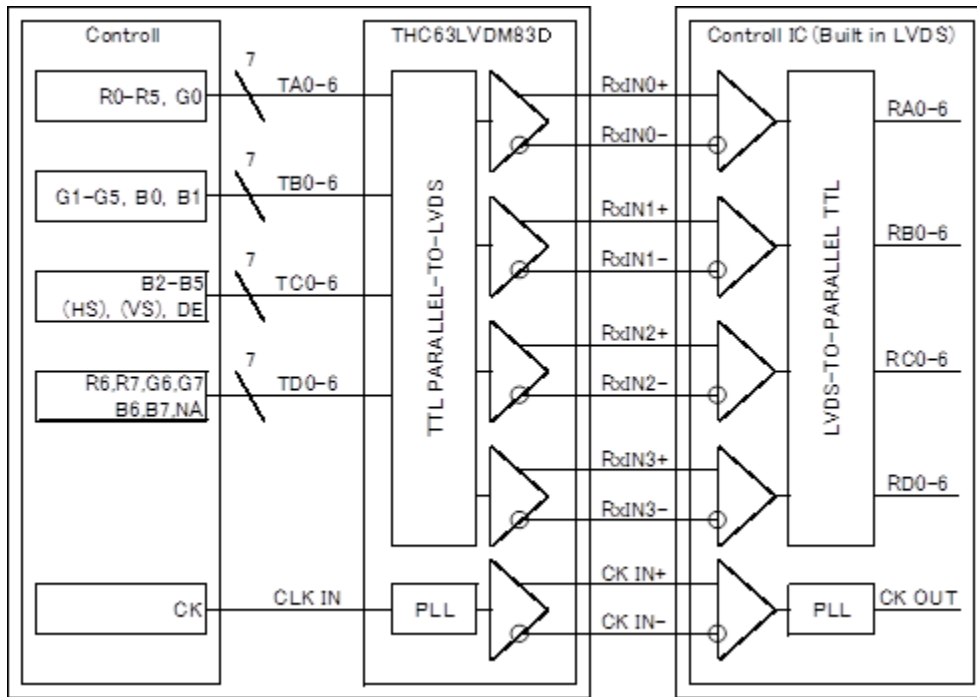 Controll
THC63LVDM83D
Controll IC (Built in LVDS)
R0-R5, G0
7
TA0-6
RxIN0+
RxIN0-
RA0-6
G1-G5, B0, B1
7
TB0-6
RxIN1+
RxIN1-
RB0-6
B2-B5
(HS), (VS), DE
7
TC0-6
RxIN2+
RxIN2-
RC0-6
R6,R7,G6,G7
B6,B7,NA
7
TD0-6
RxIN3+
RxIN3-
RD0-6
TTL PARALLEL-TO-LVDS
LVDS-TO-PARALLEL TTL
CK
CLK IN
PLL
CK IN+
CK IN-
PLL
CK OUT